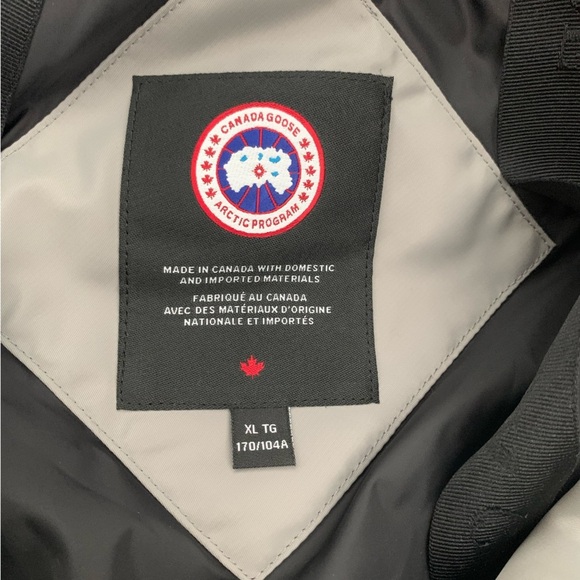 CANADA GOOSE
ARCTIC PROGRAM
MADE IN CANADA WITH DOMESTIC
AND IMPORTED MATERIALS
FABRIQUÉ AU CANADA
AVEC DES MATÉRIAUX D'ORIGINE
NATIONALE ET IMPORTÉS
XL TG
170/104A